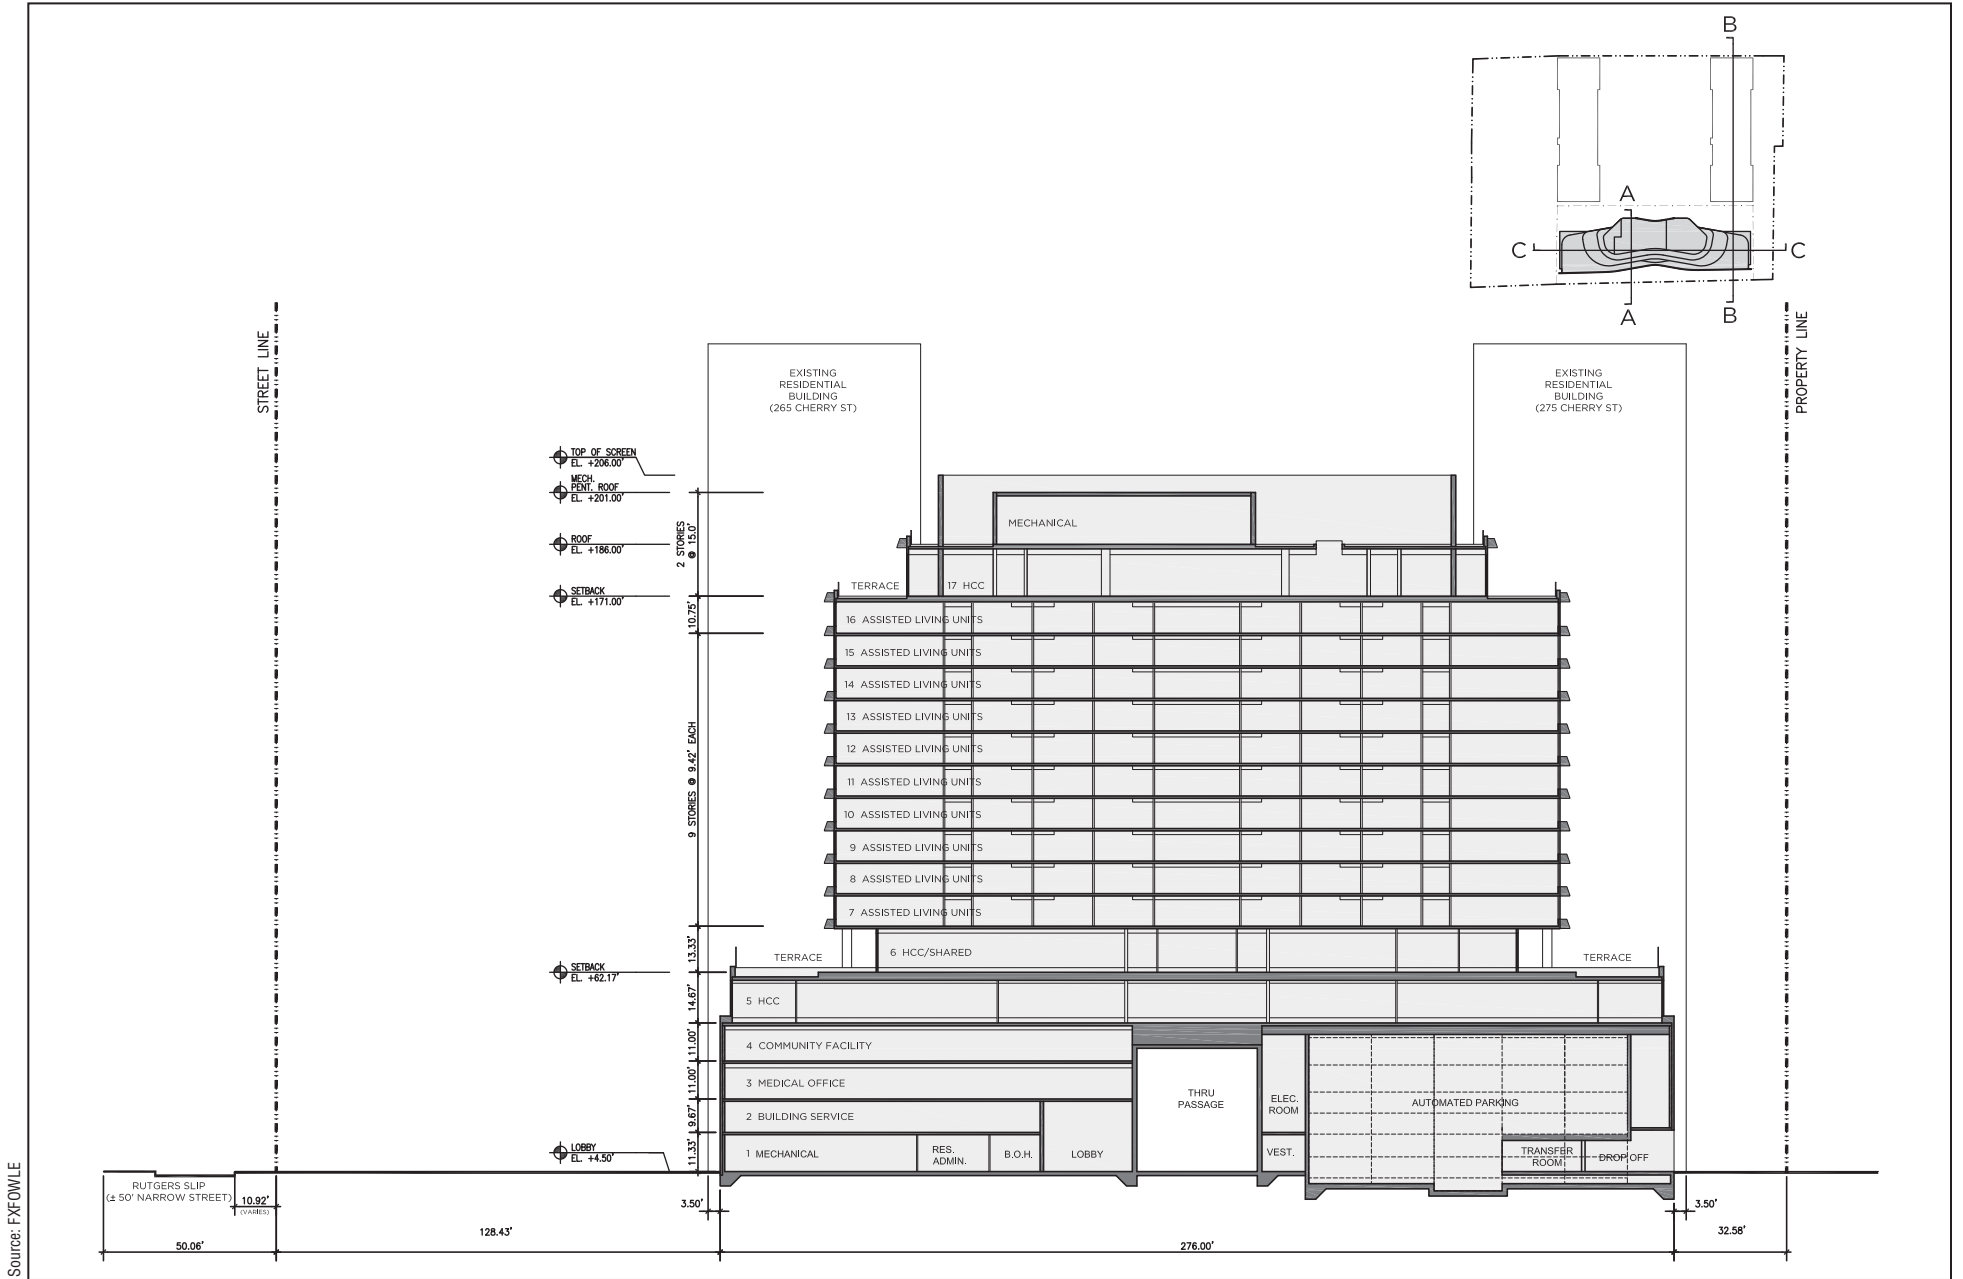 B
A
C
C
A
B
STREET LINE
PROPERTY LINE
EXISTING
RESIDENTIAL
BUILDING
(265 CHERRY ST)
EXISTING
RESIDENTIAL
BUILDING
(275 CHERRY ST)
TOP OF SCREEN
EL. +206.00'
MECH.
PENT. ROOF
EL. +201.00'
ROOF
EL. +186.00'
SETBACK
EL. +171.00'
SETBACK
EL. +62.17'
LOBBY
EL. +4.50'
2 STORIES
@ 15.0'
10.75'
9 STORIES @ 9.42' EACH
13.33'
14.67'
11.00'
11.00'
9.67'
11.33'
MECHANICAL
TERRACE
17 HCC
16 ASSISTED LIVING UNITS
15 ASSISTED LIVING UNITS
14 ASSISTED LIVING UNITS
13 ASSISTED LIVING UNITS
12 ASSISTED LIVING UNITS
11 ASSISTED LIVING UNITS
10 ASSISTED LIVING UNITS
9 ASSISTED LIVING UNITS
8 ASSISTED LIVING UNITS
7 ASSISTED LIVING UNITS
TERRACE
6 HCC/SHARED
TERRACE
5 HCC
4 COMMUNITY FACILITY
3 MEDICAL OFFICE
2 BUILDING SERVICE
1 MECHANICAL
RES.
ADMIN.
B.O.H.
LOBBY
THRU
PASSAGE
ELEC.
ROOM
VEST.
AUTOMATED PARKING
TRANSFER
ROOM
DROP OFF
RUTGERS SLIP
(± 50' NARROW STREET)
10.92'
(VARIES)
3.50'
3.50'
50.06'
128.43'
276.00'
32.58'
Source: FXFOWLE